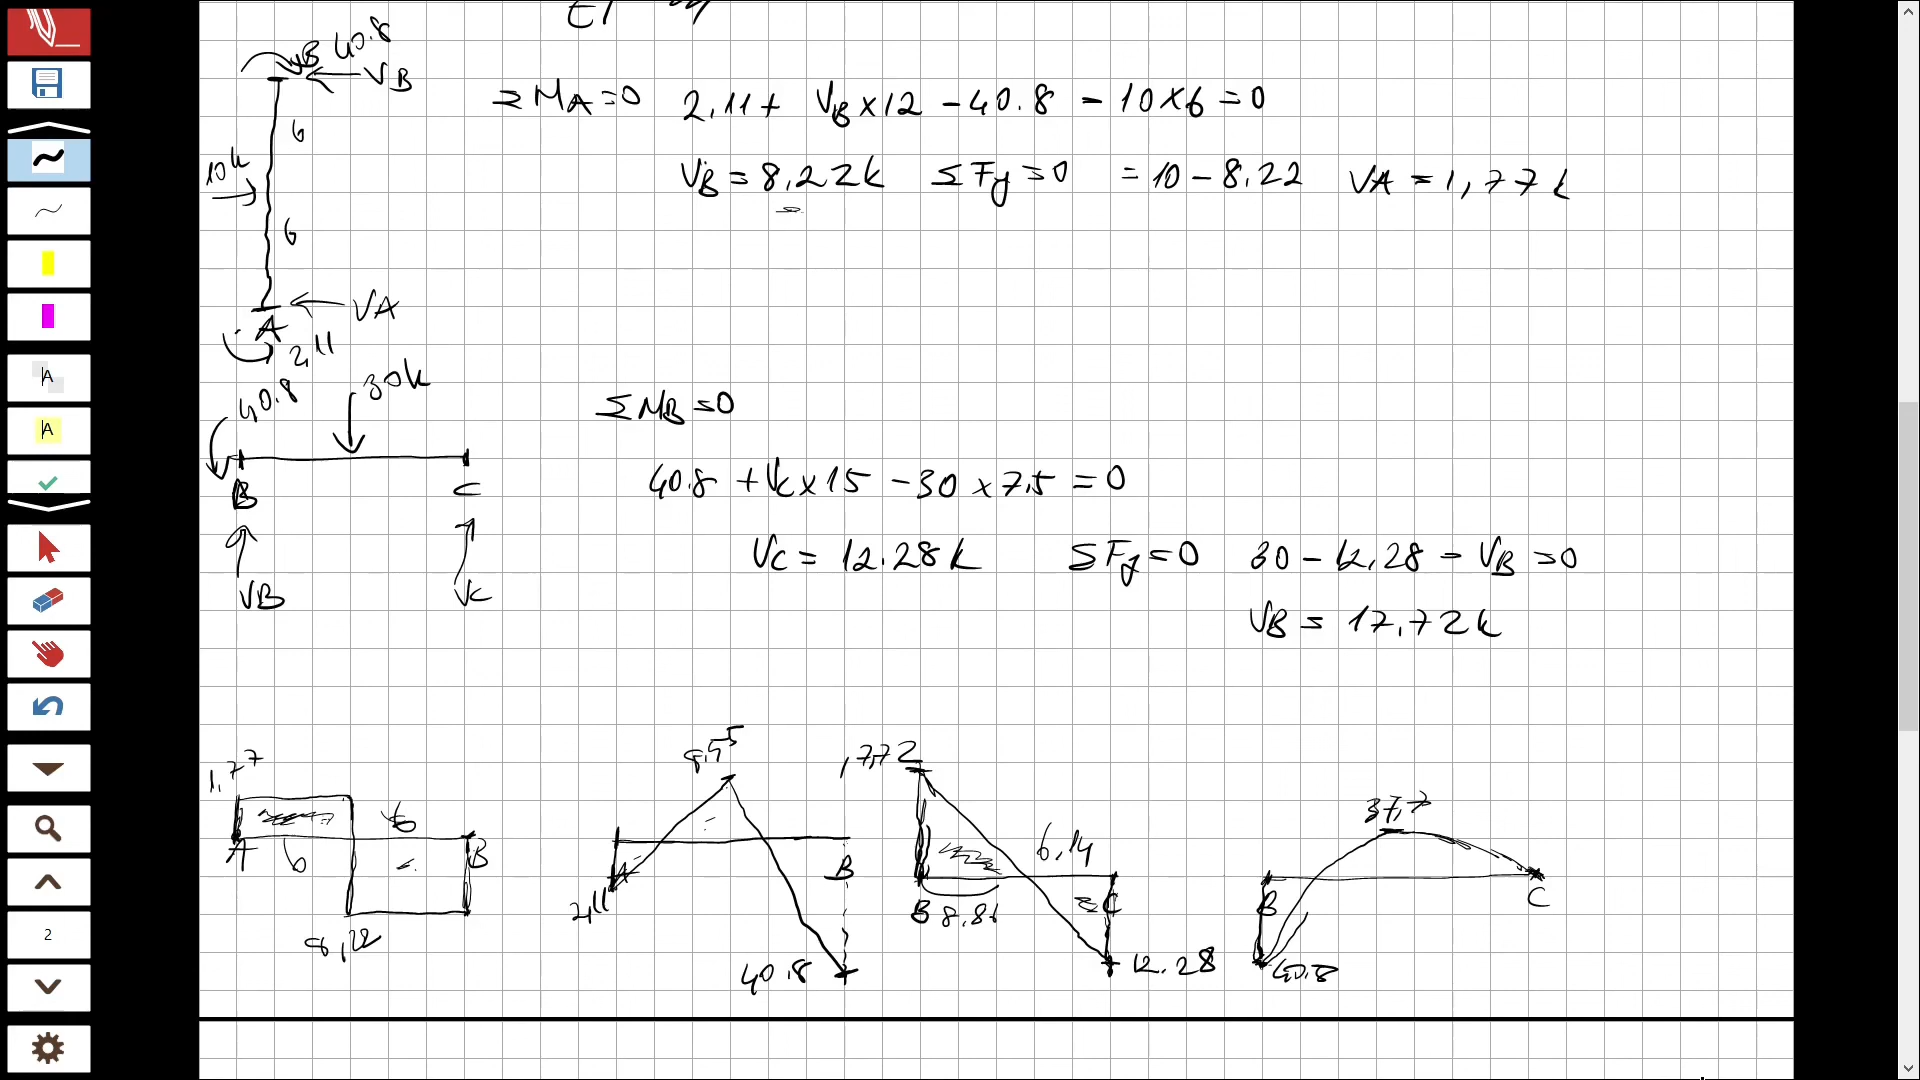 EI
B 40.8
VB
ΣMA=0 2.11+ VB×12 -40.8 - 10×6=0
6
10k
VB = 8,22k ΣFy=0 = 10-8.22 VA=1,77k
6
VA
A
2,11
40.8
30k
ΣMB=0
B
C
40.8 +VC×15 -30×7.5=0
VC = 12.28k ΣFy=0 30-12,28-VB=0
VB
VC
VB = 17,72k
1,77
A
6
6
B
8,22
8,55
A
2,11
B
40.8
17,72
6,14
B
8,86
C
12.28
37,7
B
C
40.8
A
A
2